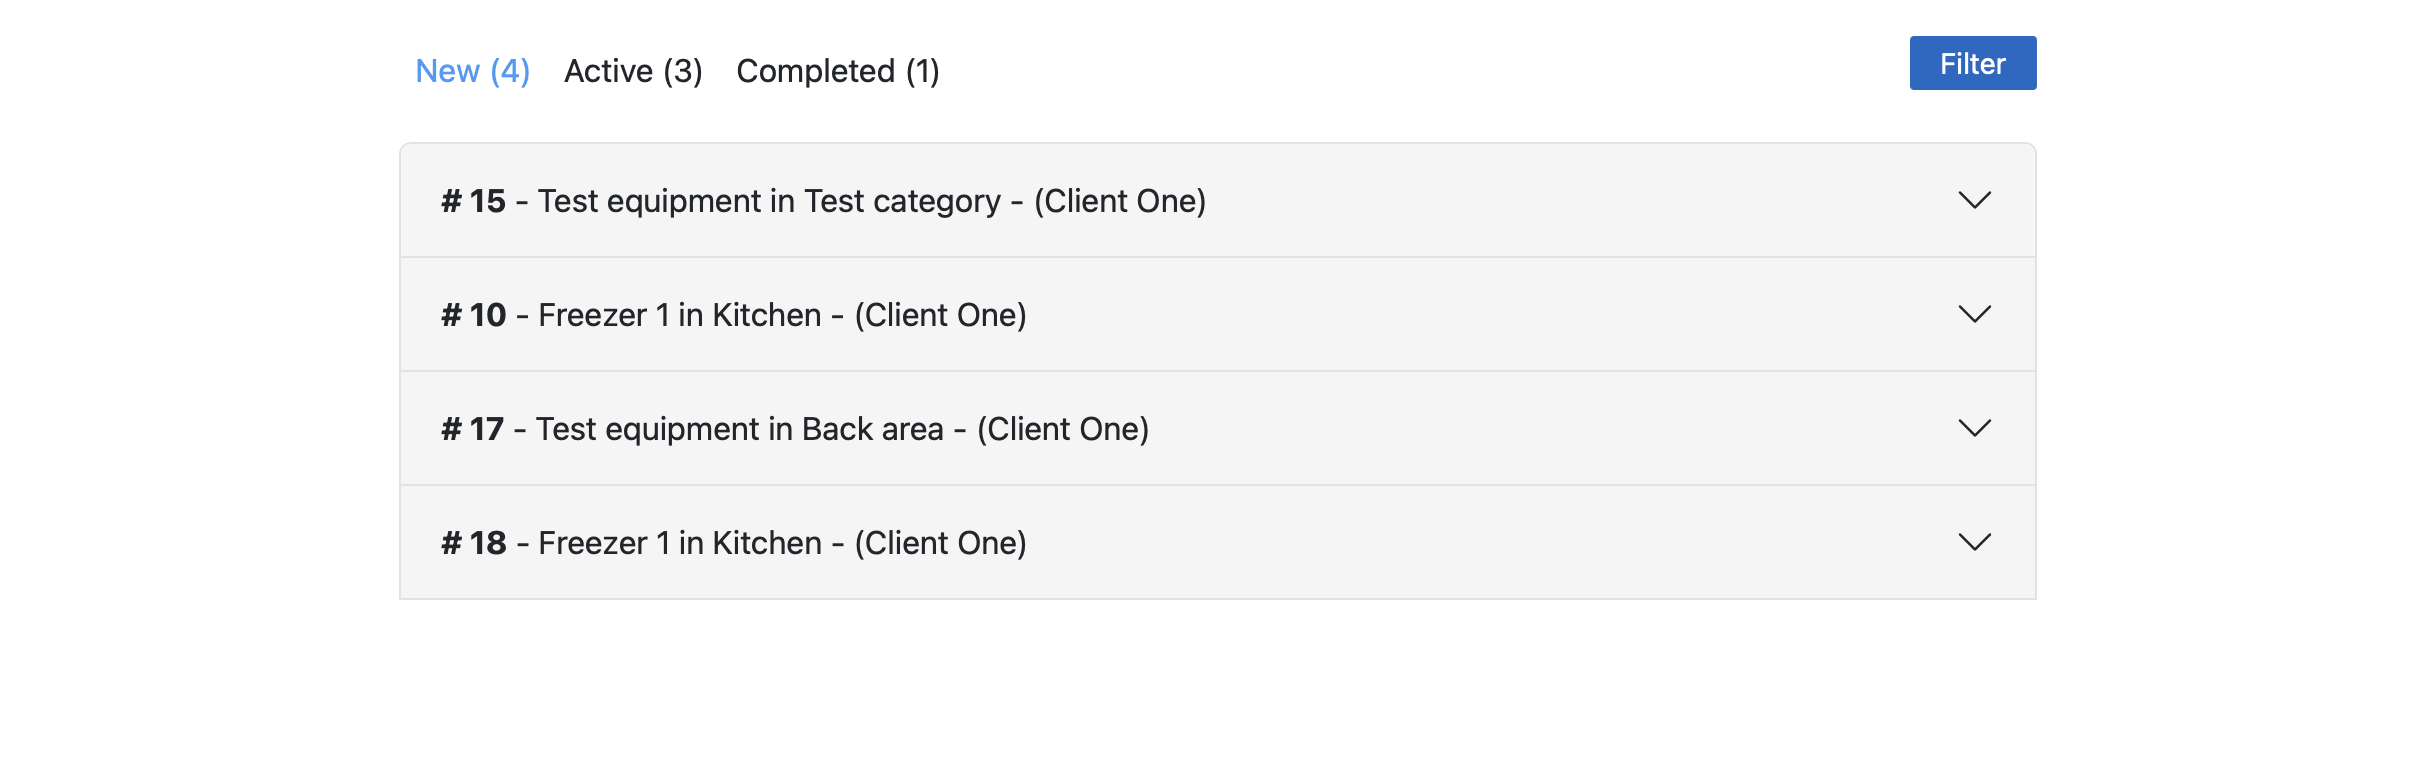 New (4) Active (3) Completed (1) Filter
# 15 - Test equipment in Test category - (Client One)
# 10 - Freezer 1 in Kitchen - (Client One)
# 17 - Test equipment in Back area - (Client One)
# 18 - Freezer 1 in Kitchen - (Client One)